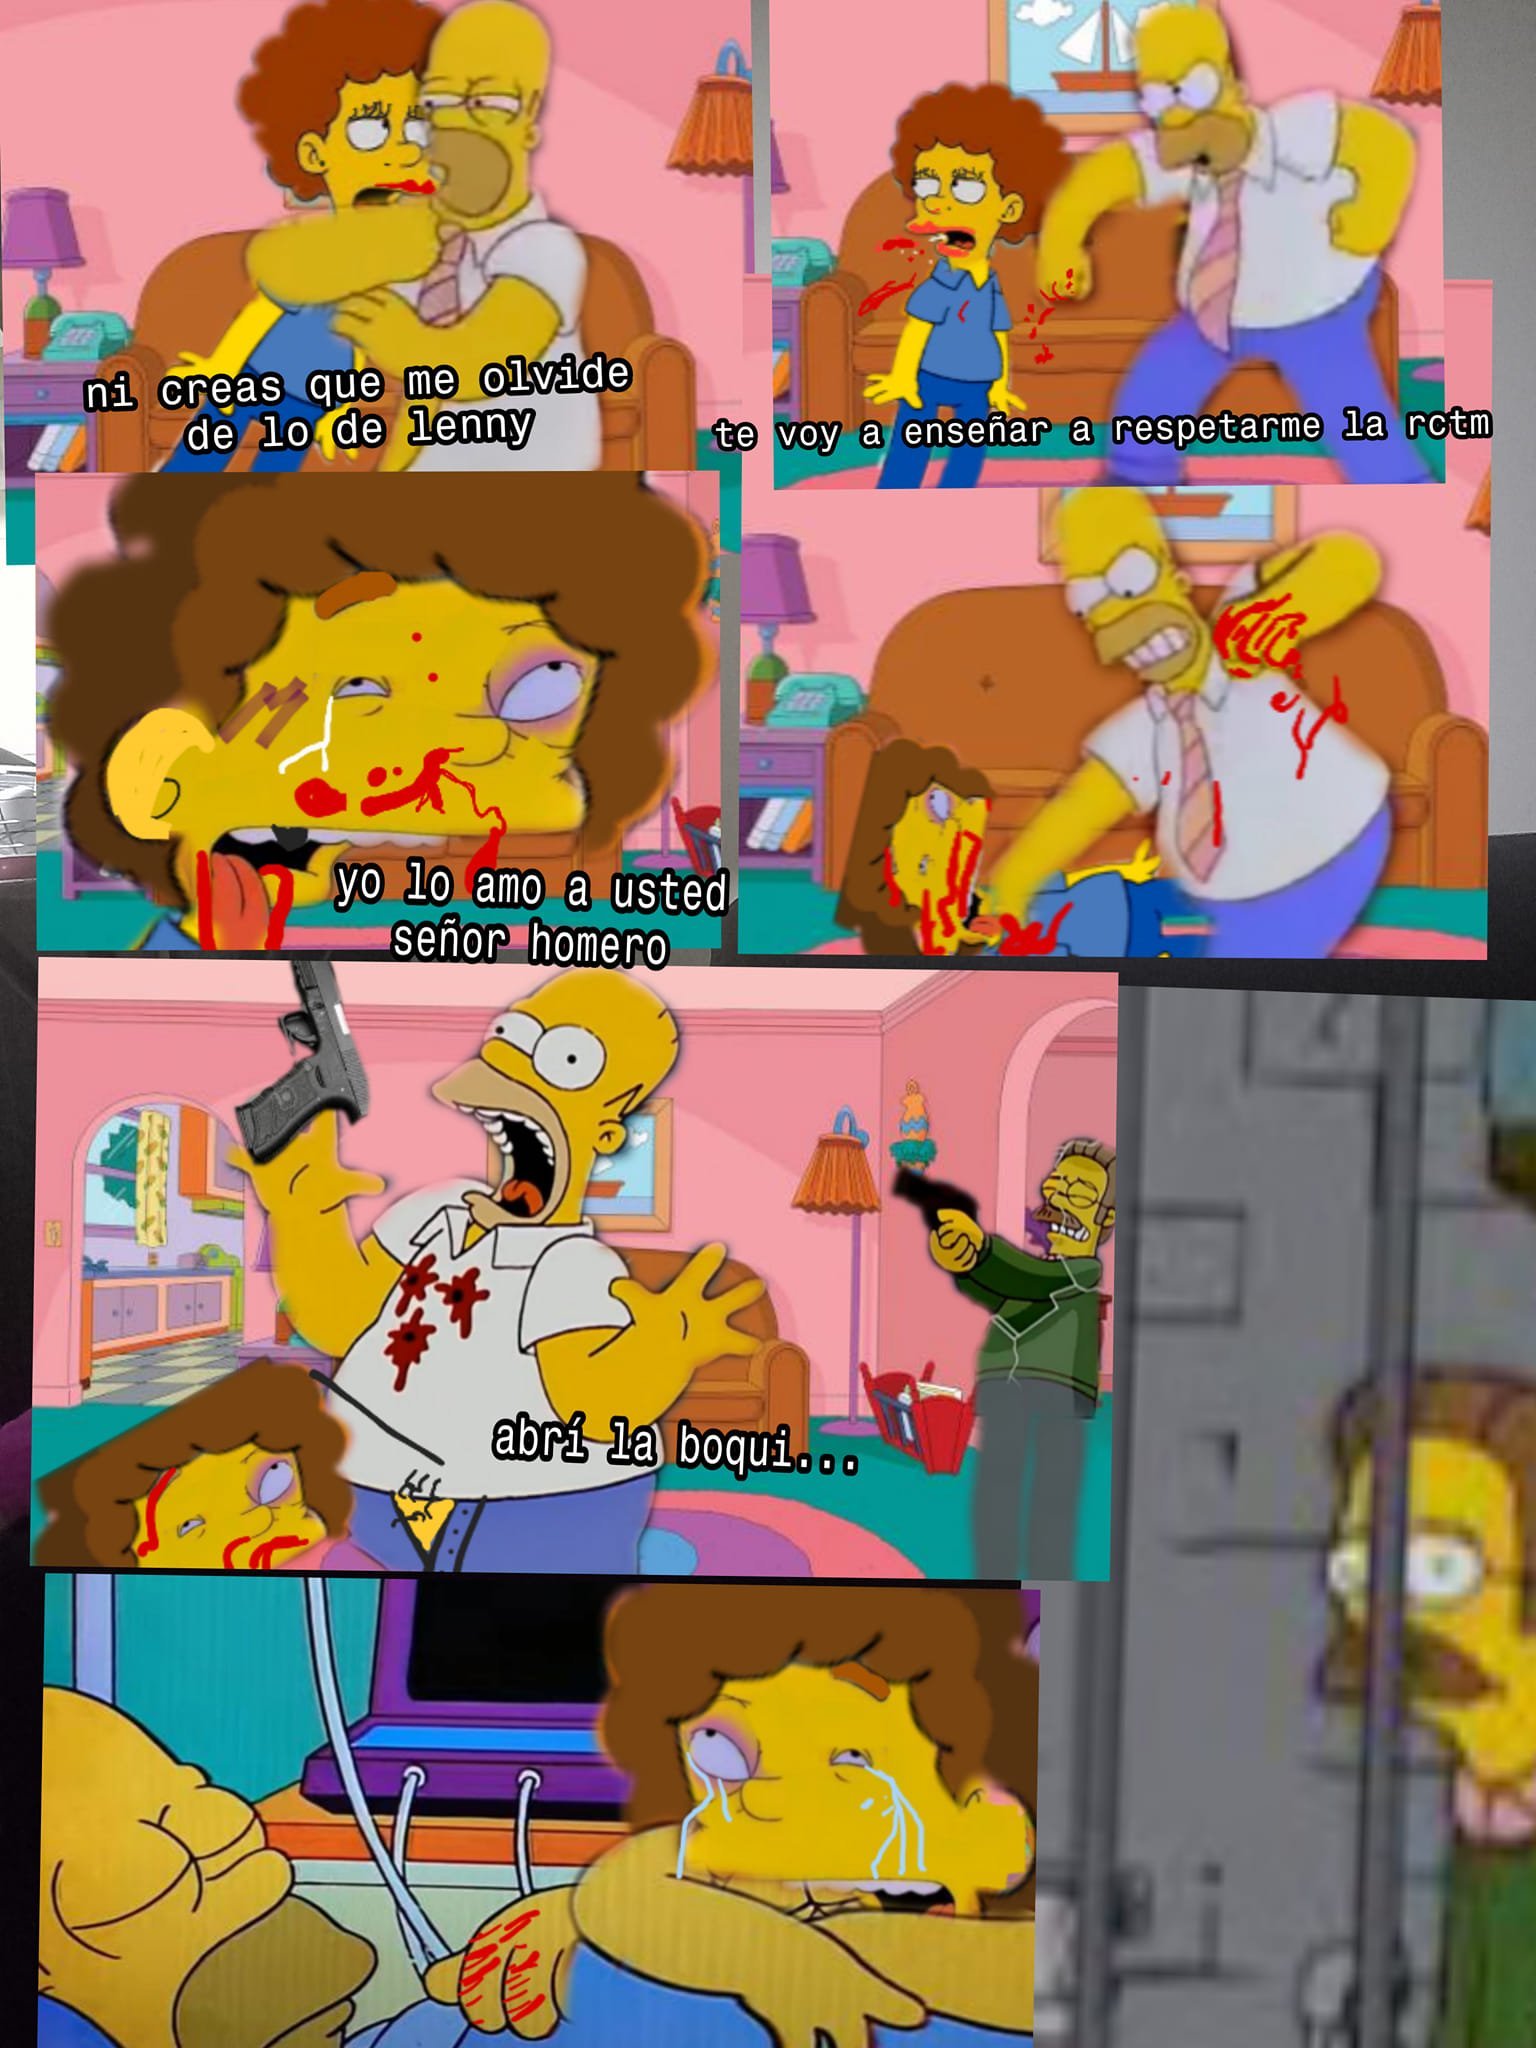 ni creas que me olvide
de lo de lenny
te voy a enseñar a respetarme la rctm
yo lo amo a usted
señor homero
abrí la boqui...